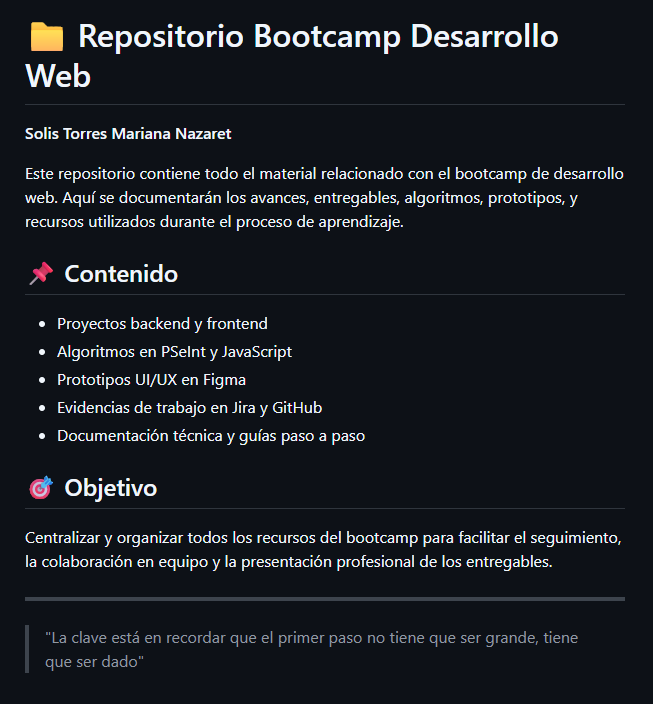 Repositorio Bootcamp Desarrollo
Web
Solis Torres Mariana Nazaret
Este repositorio contiene todo el material relacionado con el bootcamp de desarrollo
web. Aquí se documentarán los avances, entregables, algoritmos, prototipos, y
recursos utilizados durante el proceso de aprendizaje.
Contenido
Proyectos backend y frontend
Algoritmos en PSeInt y JavaScript
Prototipos UI/UX en Figma
Evidencias de trabajo en Jira y GitHub
Documentación técnica y guías paso a paso
Objetivo
Centralizar y organizar todos los recursos del bootcamp para facilitar el seguimiento,
la colaboración en equipo y la presentación profesional de los entregables.
"La clave está en recordar que el primer paso no tiene que ser grande, tiene
que ser dado"